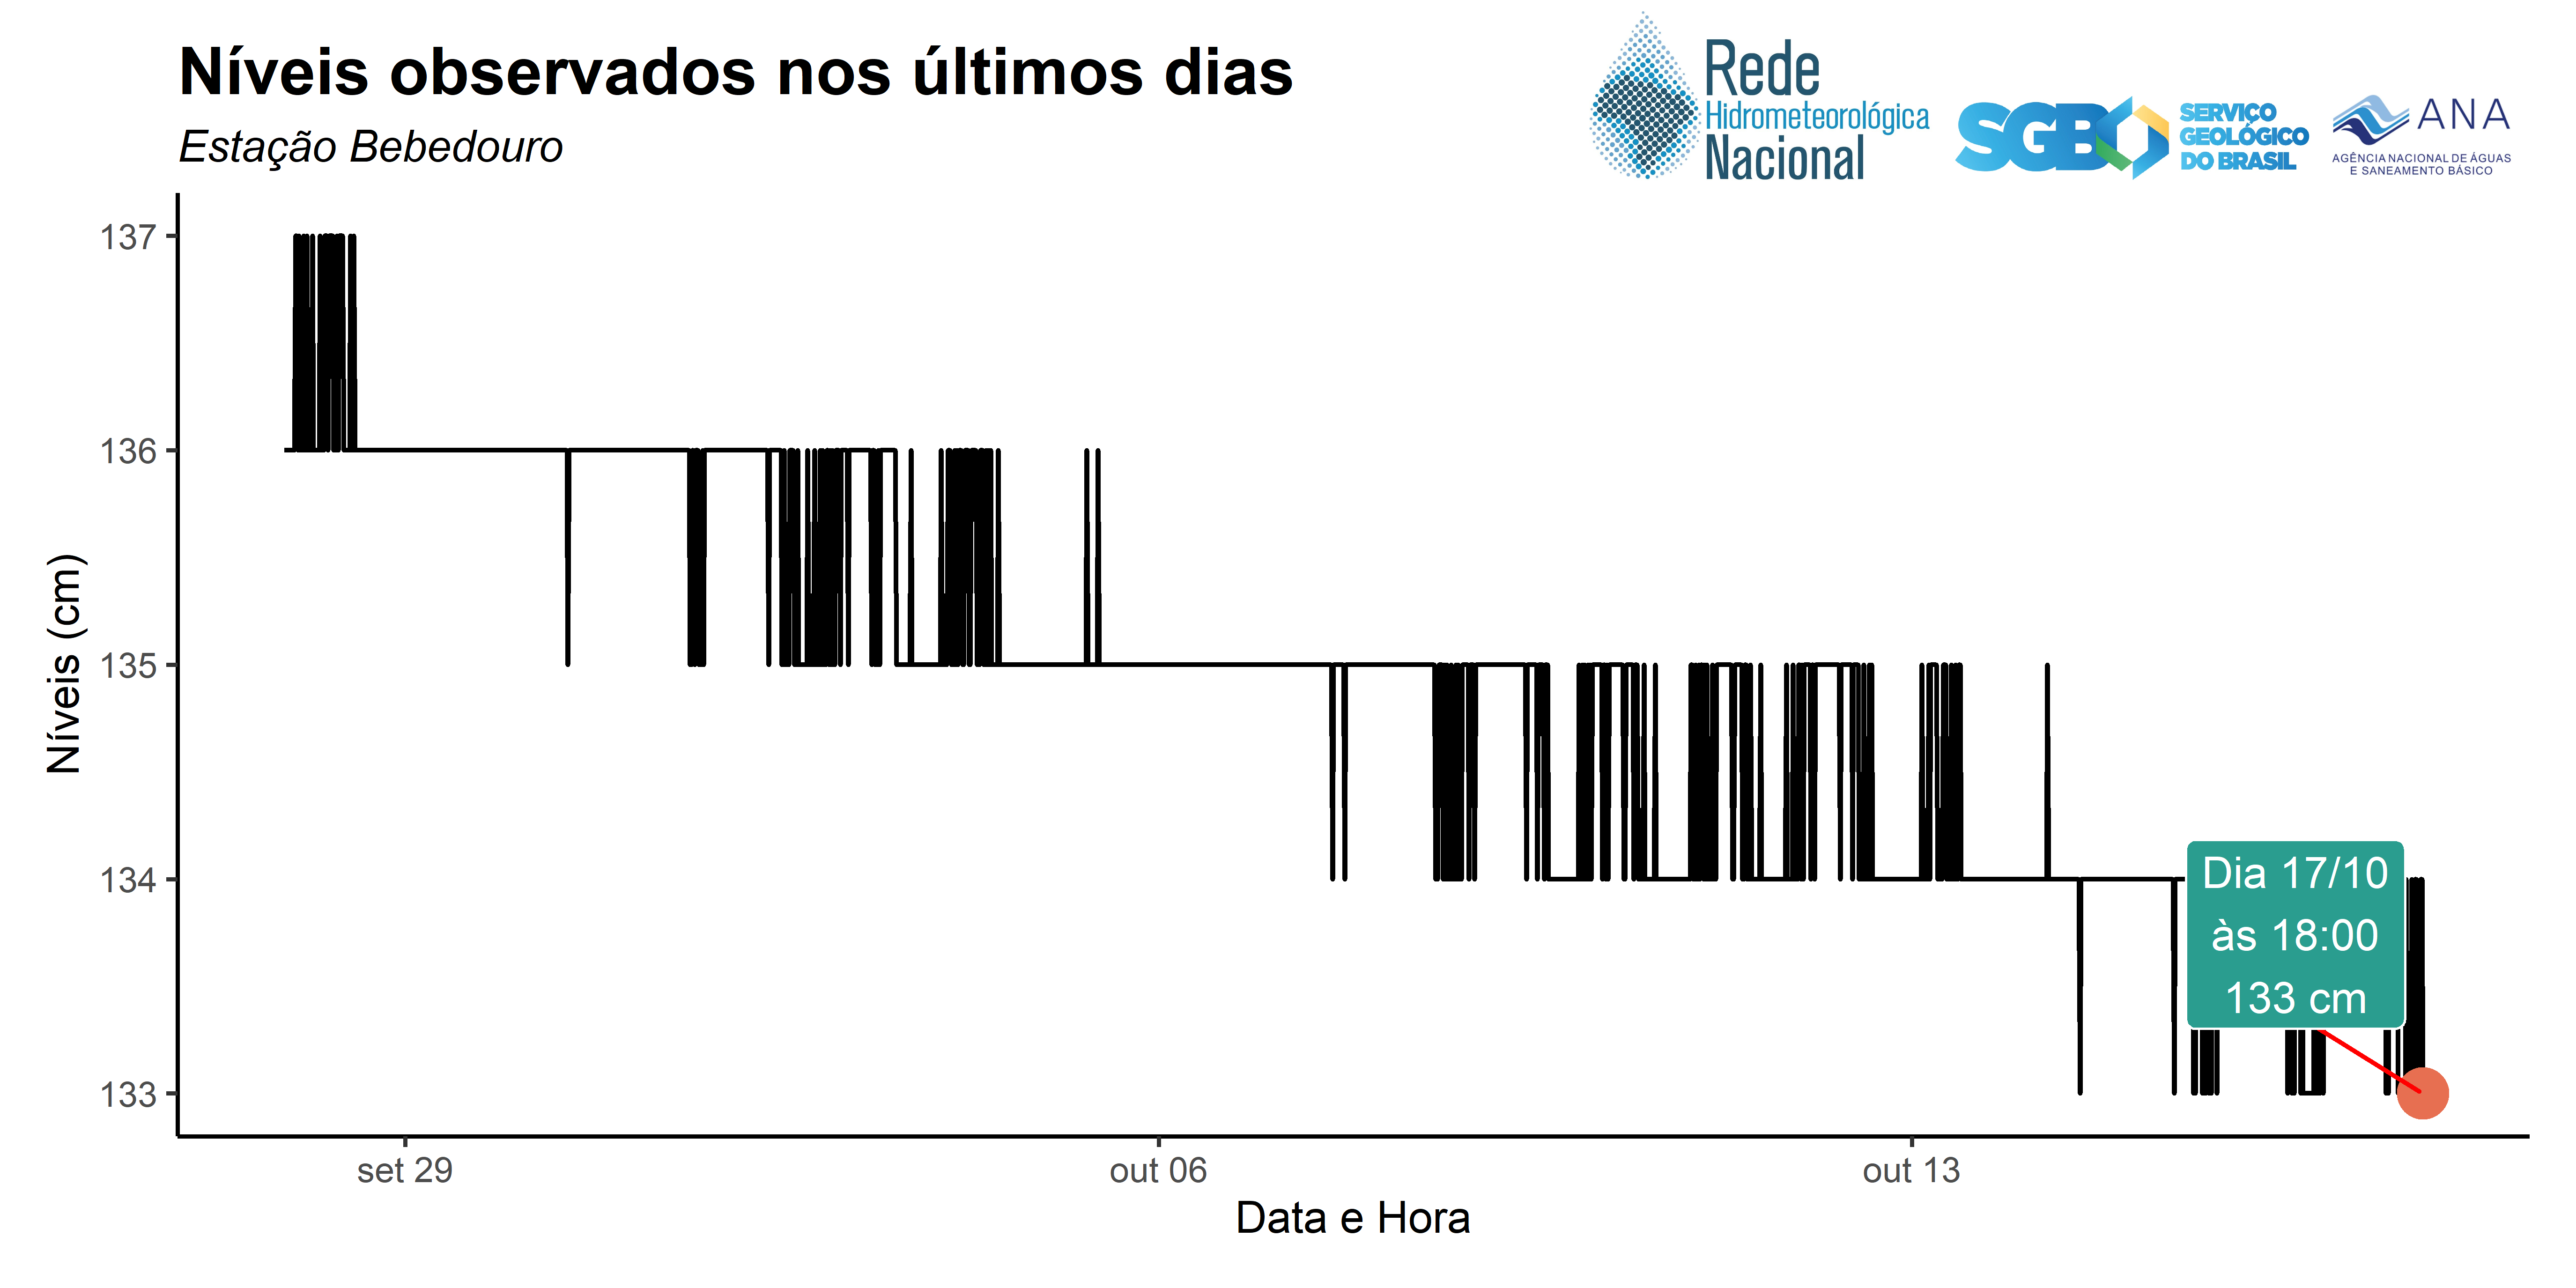 Níveis observados nos últimos dias
Estação Bebedouro
Rede
Hidrometeorológica
Nacional
SGB
SERVIÇO
GEOLÓGICO
DO BRASIL
ANA
AGÊNCIA NACIONAL DE ÁGUAS
E SANEAMENTO BÁSICO
Níveis (cm)
137
136
135
134
133
Dia 17/10
às 18:00
133 cm
set 29
out 06
out 13
Data e Hora